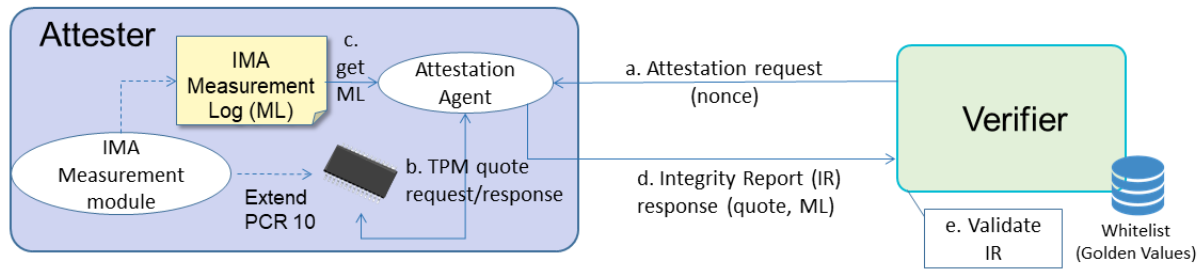 Attester
IMA
Measurement
Log (ML)
c.
get
ML
Attestation
Agent
a. Attestation request
(nonce)
Verifier
IMA
Measurement
module
Extend
PCR 10
b. TPM quote
request/response
d. Integrity Report (IR)
response (quote, ML)
e. Validate
IR
Whitelist
(Golden Values)